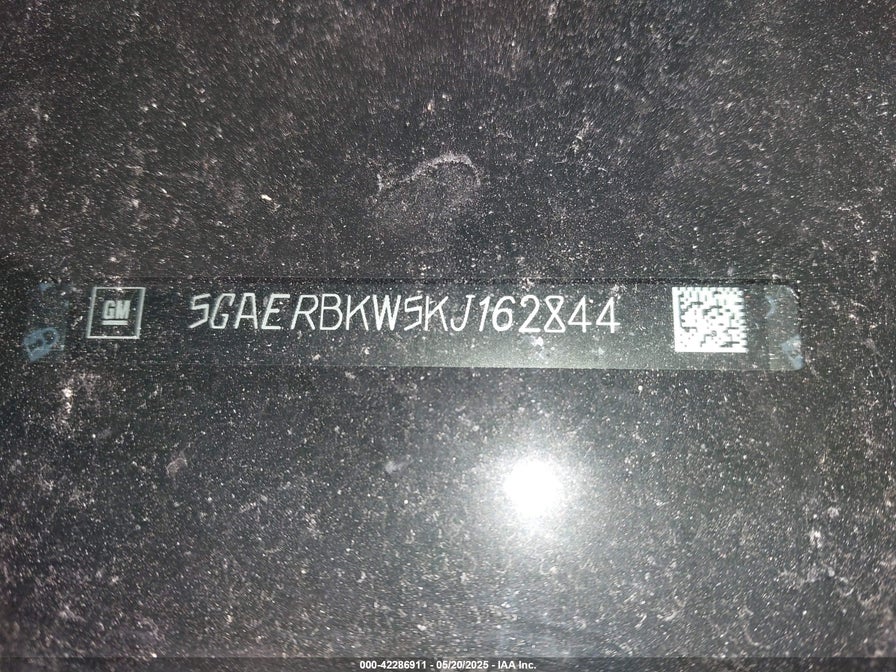 GM 5GAERBKW5KJ162844
000-42286911 - 05/20/2025 - IAA Inc.